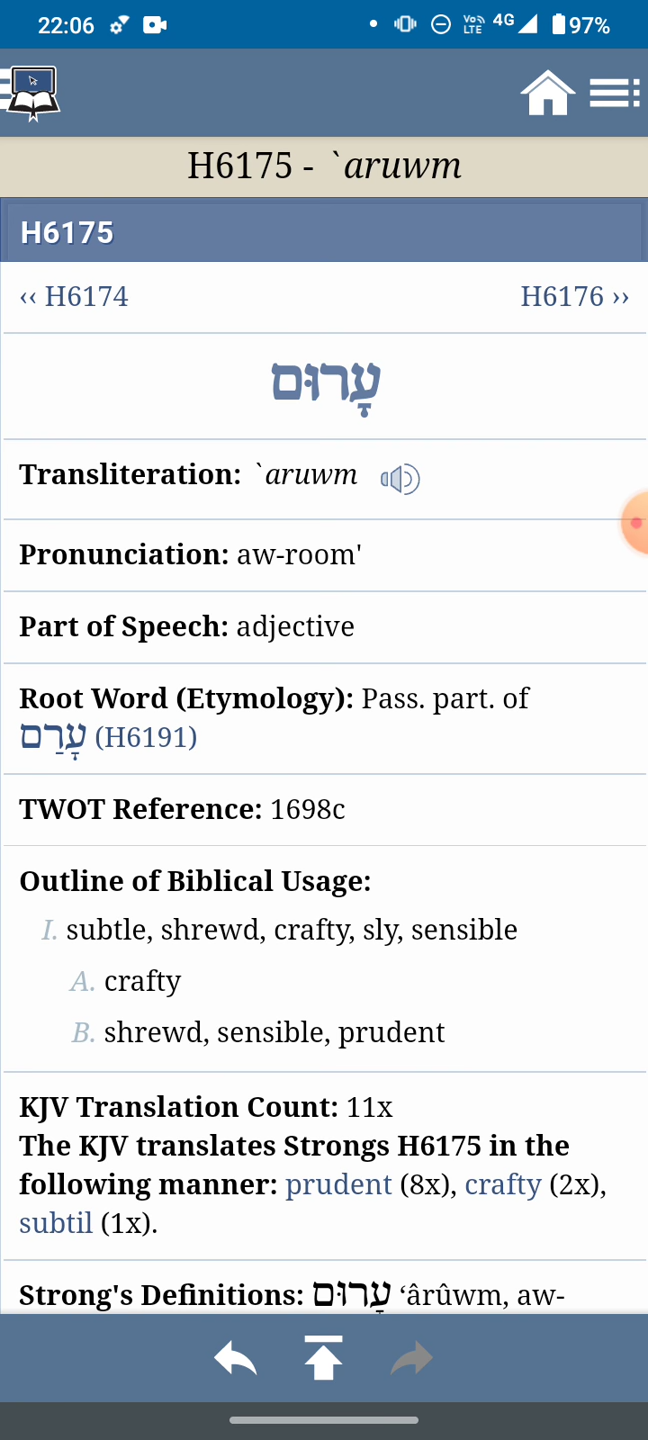 22:06
Vo)) 4G 97%
LTE
H6175 - `aruwm
H6175
‹‹ H6174 H6176 ››
עָרוּם
Transliteration: `aruwm
Pronunciation: aw-room'
Part of Speech: adjective
Root Word (Etymology): Pass. part. of
עָרַם (H6191)
TWOT Reference: 1698c
Outline of Biblical Usage:
I. subtle, shrewd, crafty, sly, sensible
A. crafty
B. shrewd, sensible, prudent
KJV Translation Count: 11x
The KJV translates Strongs H6175 in the
following manner: prudent (8x), crafty (2x),
subtil (1x).
Strong's Definitions: עָרוּם ʻârûwm, aw-